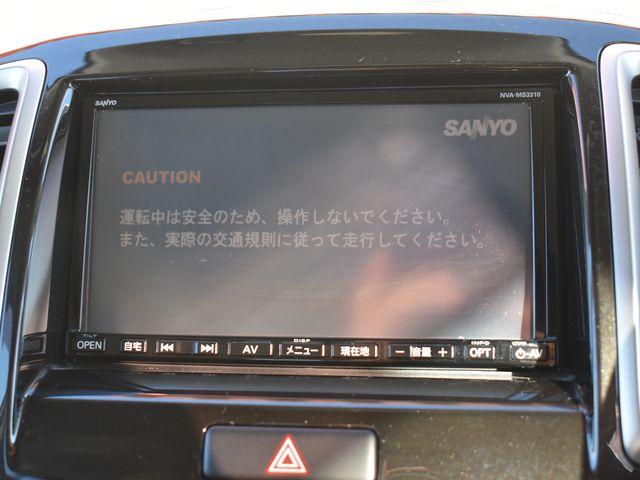 SANYO
NVA-MS3310
SANYO
CAUTION
運転中は安全のため、操作しないでください。
また、実際の交通規則に従って走行してください。
TILT DISP INFO
OPEN 自宅 AV メニュー 現在地 − 音量 + OPT AV